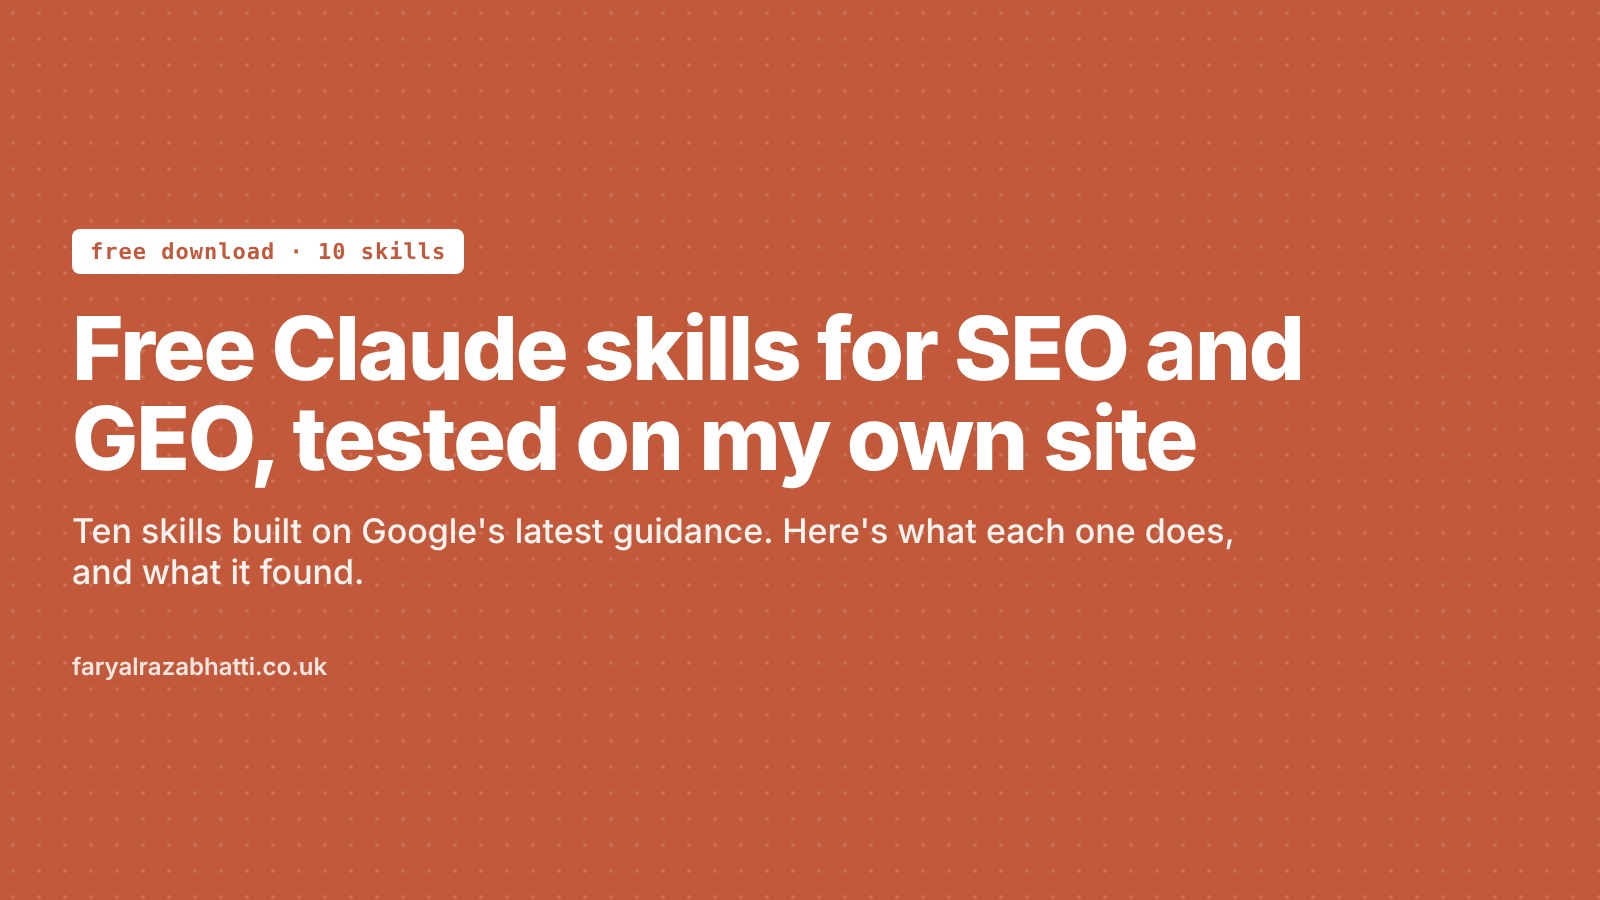 free download · 10 skills
Free Claude skills for SEO and
GEO, tested on my own site
Ten skills built on Google's latest guidance. Here's what each one does,
and what it found.
faryalrazabhatti.co.uk